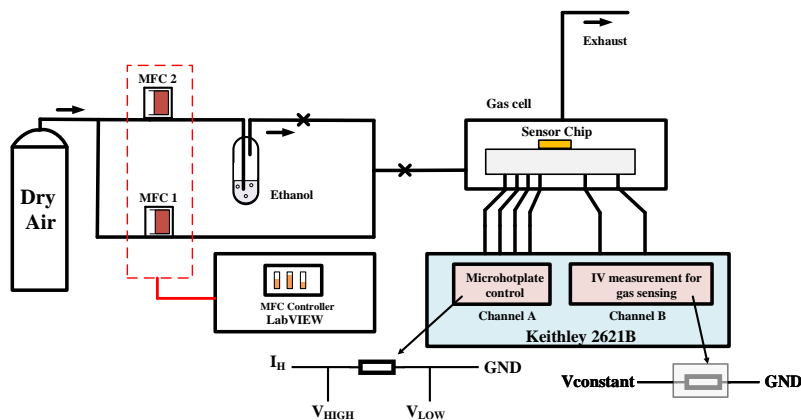 Exhaust
MFC 2
Gas cell
Sensor Chip
Ethanol
Dry
Air
MFC 1
Microhotplate
control
IV measurement for
gas sensing
MFC Controller
LabVIEW
Channel A
Channel B
Keithley 2621B
IH
GND
VHIGH
VLOW
Vconstant
GND